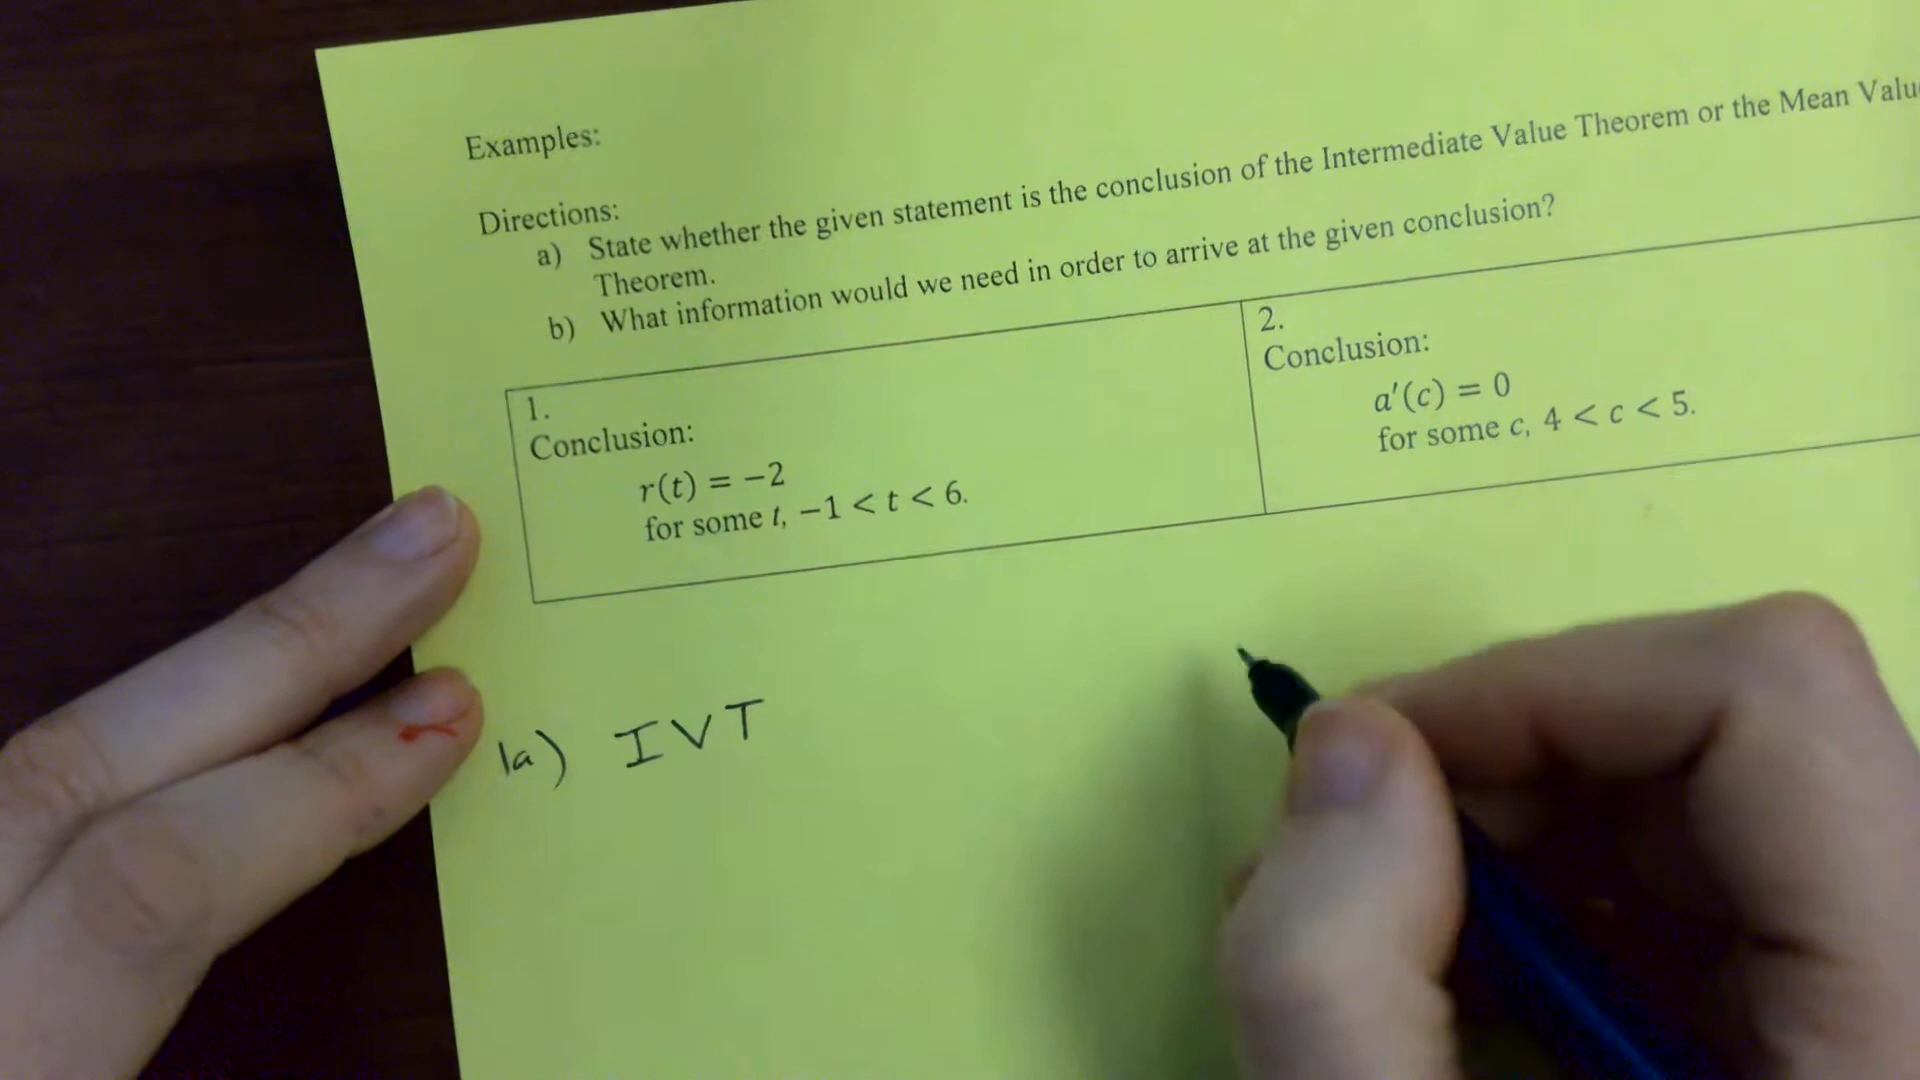 Examples:
Directions:
a) State whether the given statement is the conclusion of the Intermediate Value Theorem or the Mean
Theorem.
b) What information would we need in order to arrive at the given conclusion?
1.
Conclusion:
r(t) = −2
for some t, −1 < t < 6.
2.
Conclusion:
a′(c) = 0
for some c, 4 < c < 5.
1a) IVT